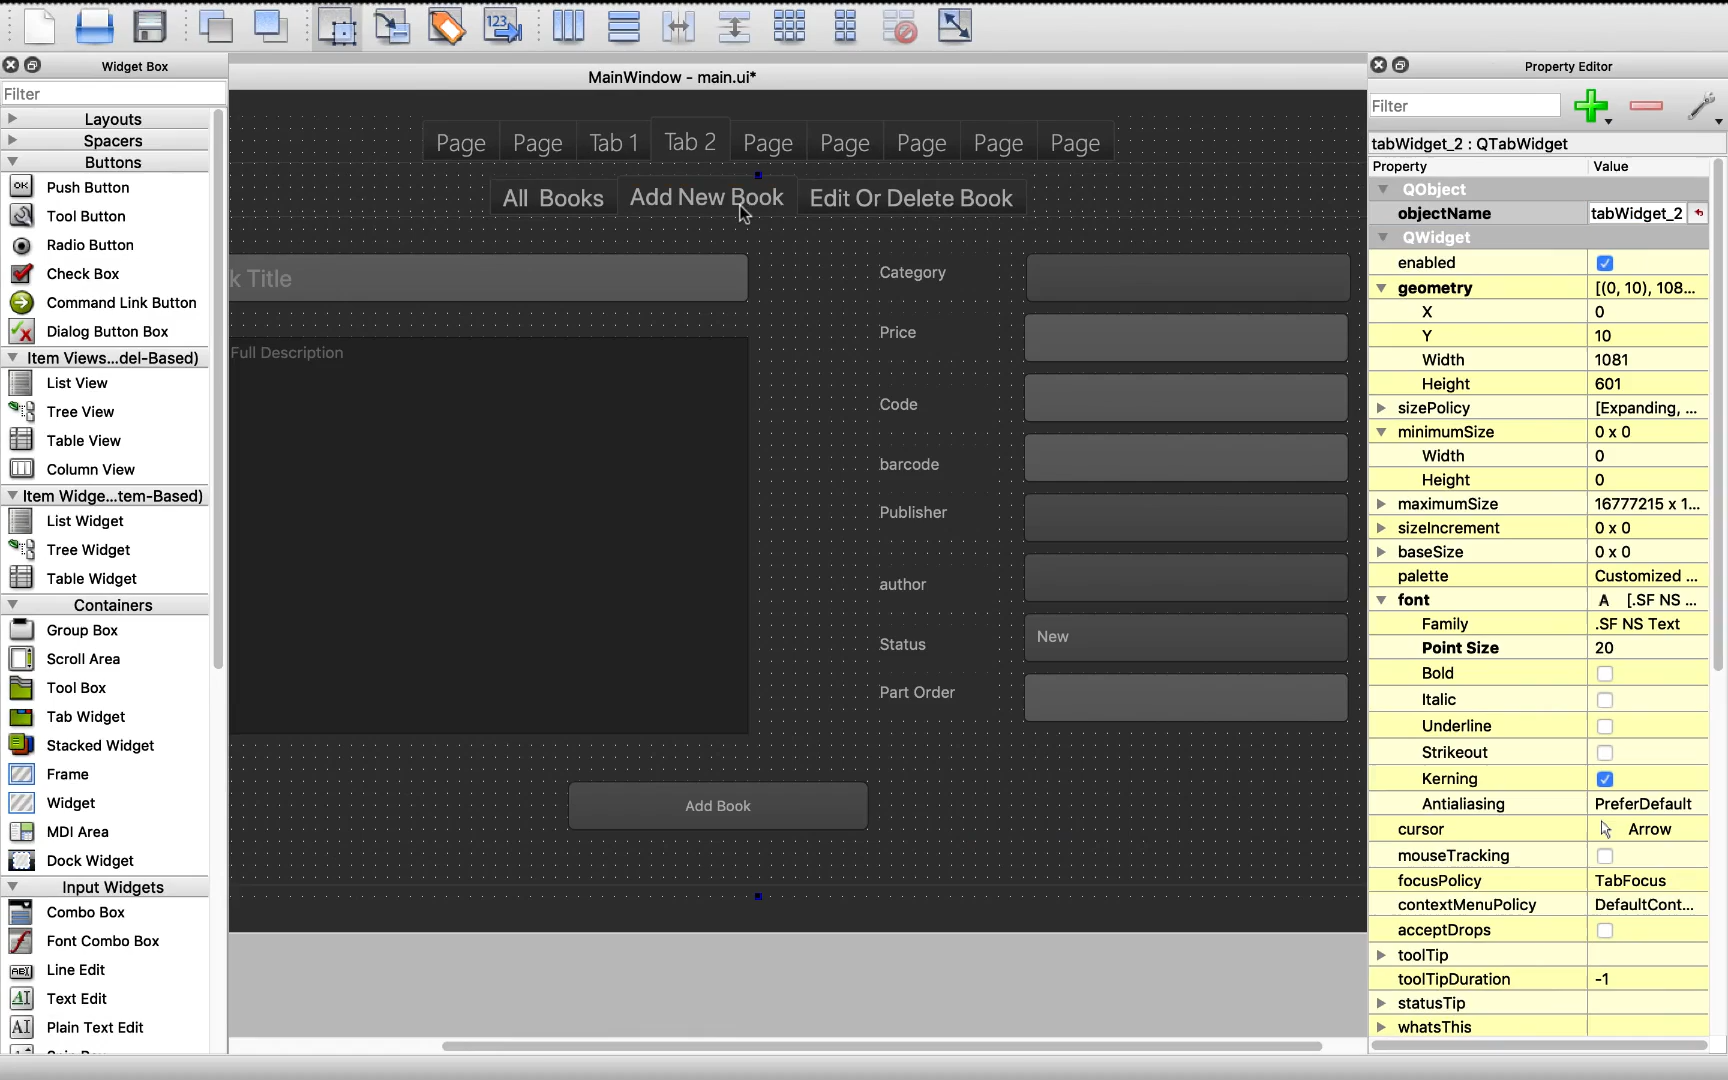 123
Widget Box
MainWindow - main.ui*
Property Editor
Filter
Layouts
Spacers
Buttons
OK Push Button
Tool Button
Radio Button
Check Box
Command Link Button
Dialog Button Box
Item Views...del-Based)
List View
Tree View
Table View
Column View
Item Widge...tem-Based)
List Widget
Tree Widget
Table Widget
Containers
Group Box
Scroll Area
Tool Box
Tab Widget
Stacked Widget
Frame
Widget
MDI Area
Dock Widget
Input Widgets
Combo Box
Font Combo Box
ABI Line Edit
AI Text Edit
AI Plain Text Edit
Page Page Tab 1 Tab 2 Page Page Page Page Page
All Books Add New Book Edit Or Delete Book
k Title
Full Description
Category
Price
Code
barcode
Publisher
author
Status New
Part Order
Add Book
Filter
tabWidget_2 : QTabWidget
Property Value
QObject
objectName tabWidget_2
QWidget
enabled
geometry [(0, 10), 108...
X 0
Y 10
Width 1081
Height 601
sizePolicy [Expanding, ...
minimumSize 0 x 0
Width 0
Height 0
maximumSize 16777215 x 1...
sizeIncrement 0 x 0
baseSize 0 x 0
palette Customized ...
font A [.SF NS ...
Family .SF NS Text
Point Size 20
Bold
Italic
Underline
Strikeout
Kerning
Antialiasing PreferDefault
cursor Arrow
mouseTracking
focusPolicy TabFocus
contextMenuPolicy DefaultCont...
acceptDrops
toolTip
toolTipDuration -1
statusTip
whatsThis